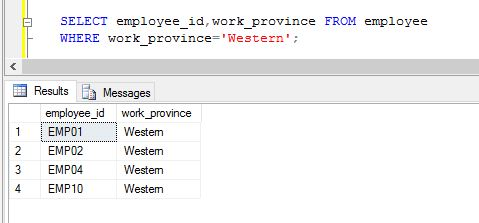 SELECT employee_id,work_province FROM employee
WHERE work_province='Western';
Results Messages
employee_id work_province
1 EMP01 Western
2 EMP02 Western
3 EMP04 Western
4 EMP10 Western